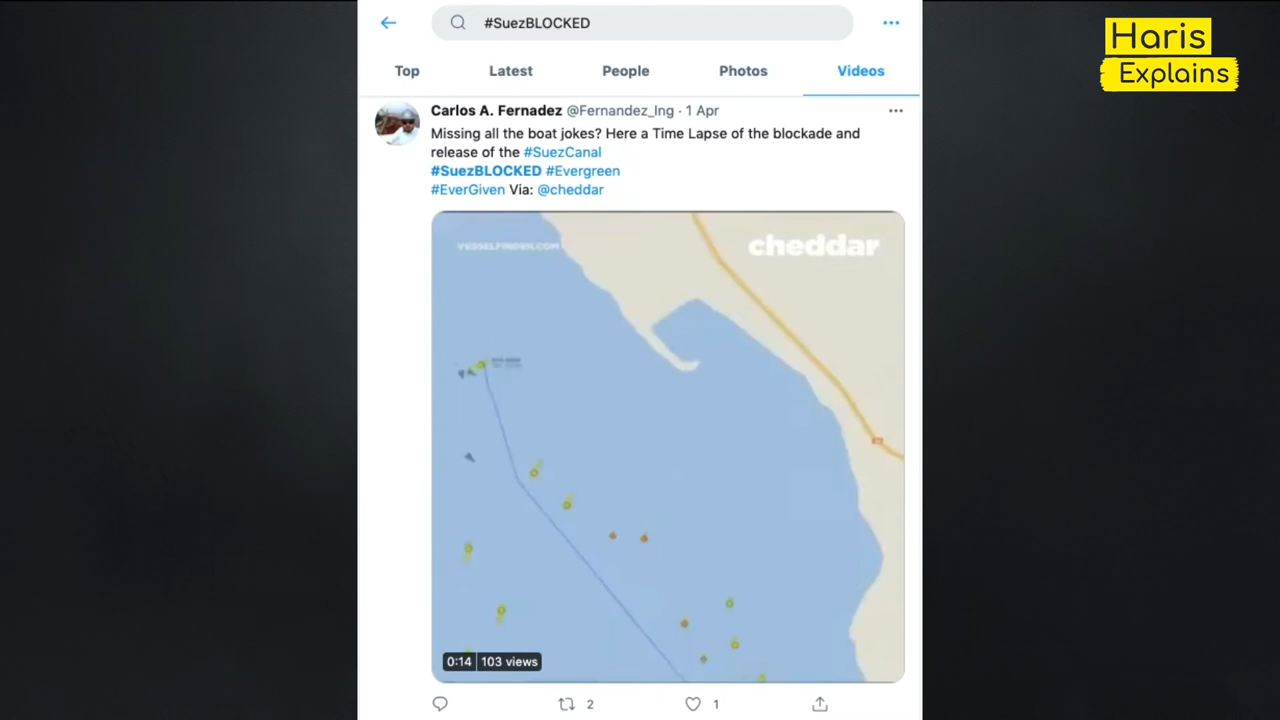 #SuezBLOCKED
Haris
Explains
Top
Latest
People
Photos
Videos
Carlos A. Fernadez @Fernandez_Ing · 1 Apr
Missing all the boat jokes? Here a Time Lapse of the blockade and
release of the #SuezCanal
#SuezBLOCKED #Evergreen
#EverGiven Via: @cheddar
VESSELFINDER.COM
cheddar
0:14 103 views
2
1